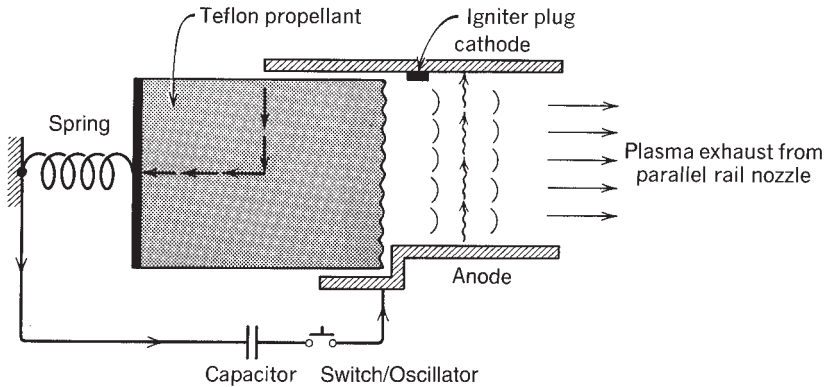 Teflon propellant
Igniter plug
cathode
Spring
Plasma exhaust from
parallel rail nozzle
Anode
Capacitor
Switch/Oscillator